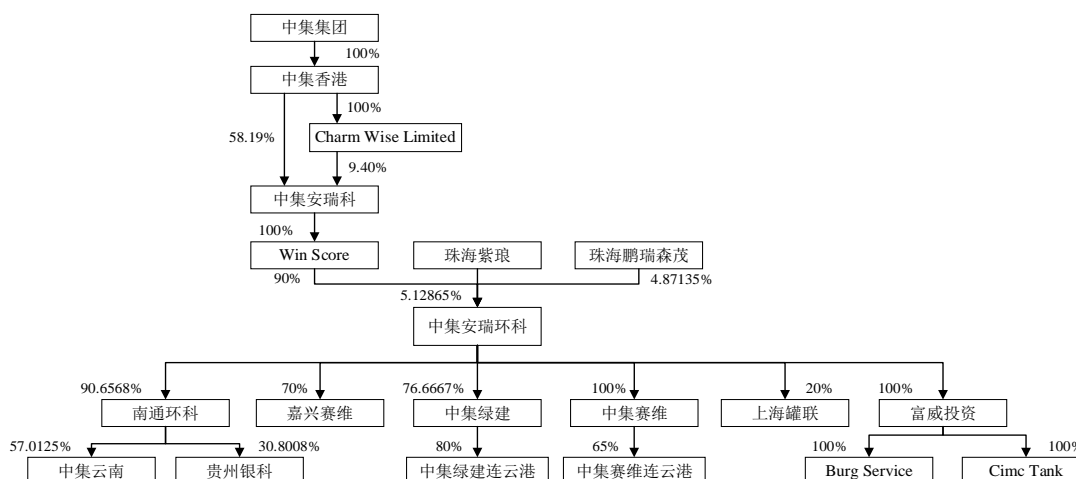 中集集团
100%
中集香港
100%
58.19%
Charm Wise Limited
9.40%
中集安瑞科
100%
Win Score
珠海紫琅
珠海鹏瑞森茂
90%
4.87135%
5.12865%
中集安瑞环科
90.6568%
70%
76.6667%
100%
20%
100%
南通环科
嘉兴赛维
中集绿建
中集赛维
上海罐联
富威投资
57.0125%
30.8008%
80%
65%
100%
100%
中集云南
贵州银科
中集绿建连云港
中集赛维连云港
Burg Service
Cimc Tank